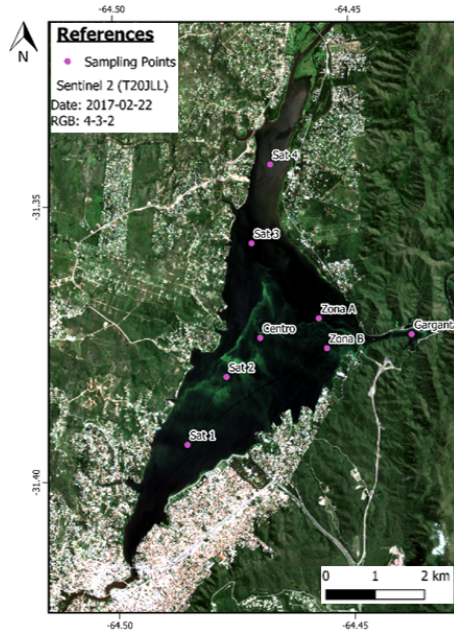 -64.50 -64.45
References
Sampling Points
Sentinel 2 (T20JLL)
Date: 2017-02-22
RGB: 4-3-2
N
Sat 4
-31.35
Sat 3
Zona A
Gargant
Centro
Zona B
Sat 2
Sat 1
-31.40
0 1 2 km
-64.50 -64.45